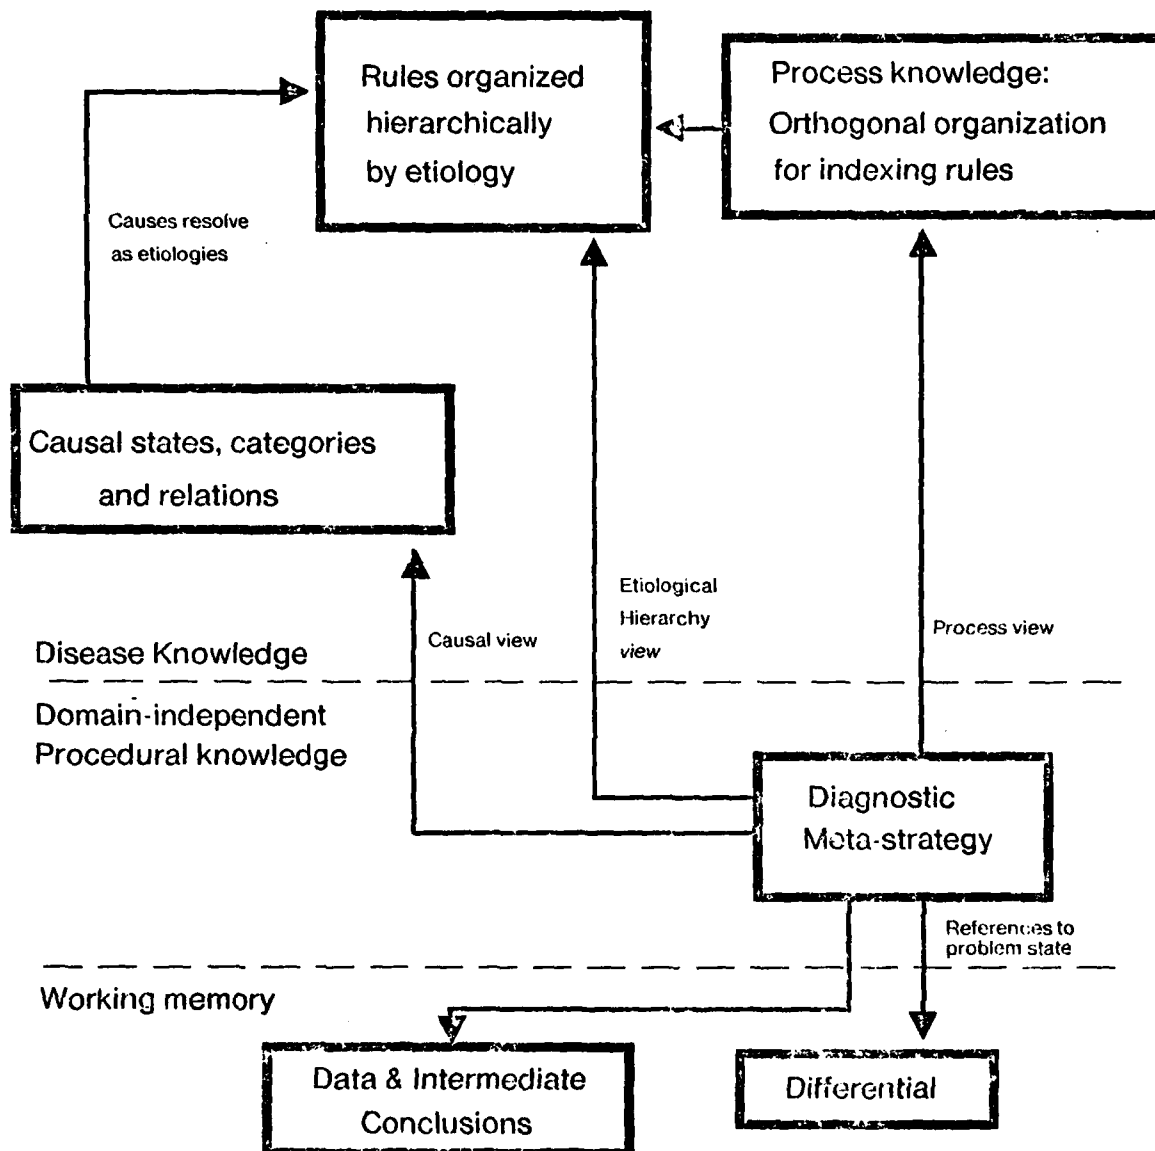 Rules organized
hierarchically
by etiology
Process knowledge:
Orthogonal organization
for indexing rules
Causes resolve
as etiologies
Causal states, categories
and relations
Causal view
Etiological
Hierarchy
view
Process view
Disease Knowledge
Domain-independent
Procedural knowledge
Diagnostic
Meta-strategy
References to
problem state
Working memory
Data & Intermediate
Conclusions
Differential